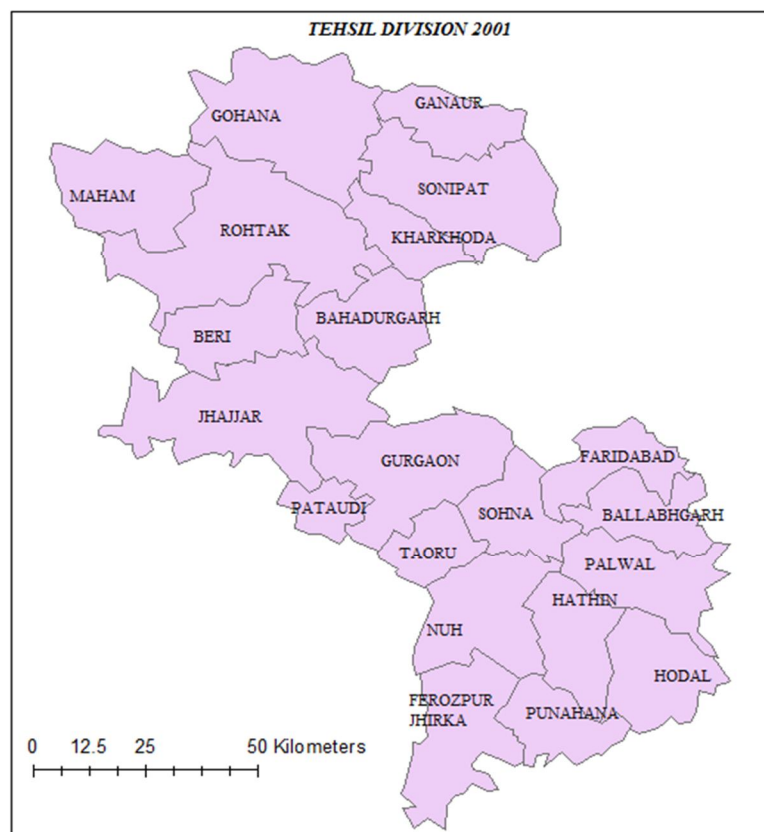 TEHSIL DIVISION 2001
GANAUR
GOHANA
SONIPAT
MAHAM
ROHTAK
KHARKHODA
BAHADURGARH
BERI
JHAJJAR
GURGAON
FARIDABAD
PATAUDI
SOHNA
BALLABHGARH
TAORU
PALWAL
HATHIN
NUH
HODAL
FEROZPUR
JHIRKA
PUNAHANA
0 12.5 25 50 Kilometers